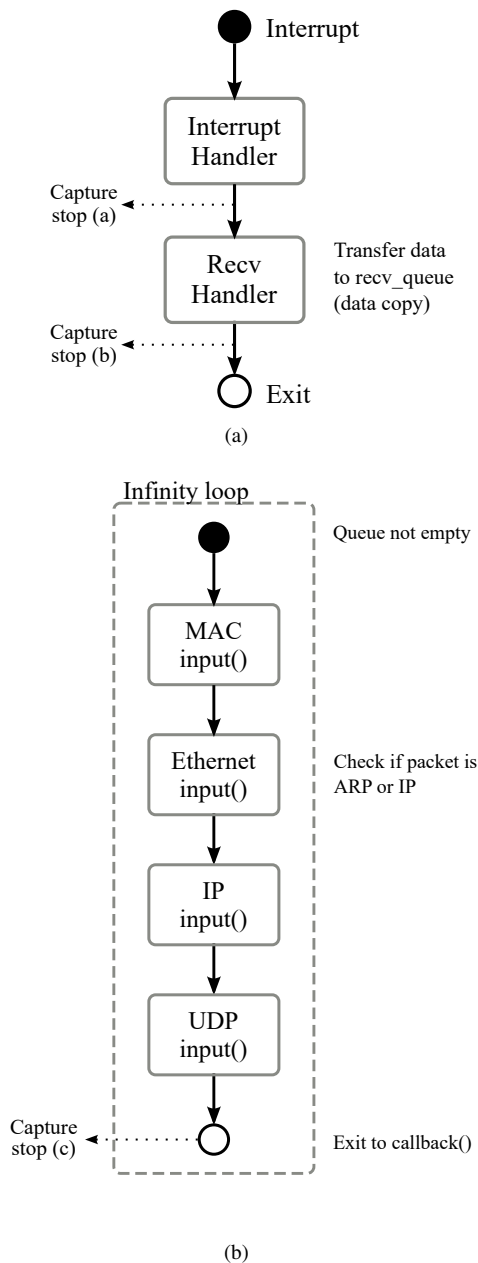 Interrupt
Interrupt
Handler
Capture
stop (a)
Recv
Handler
Transfer data
to recv_queue
(data copy)
Capture
stop (b)
Exit
(a)
Infinity loop
Queue not empty
MAC
input()
Ethernet
input()
Check if packet is
ARP or IP
IP
input()
UDP
input()
Capture
stop (c)
Exit to callback()
(b)